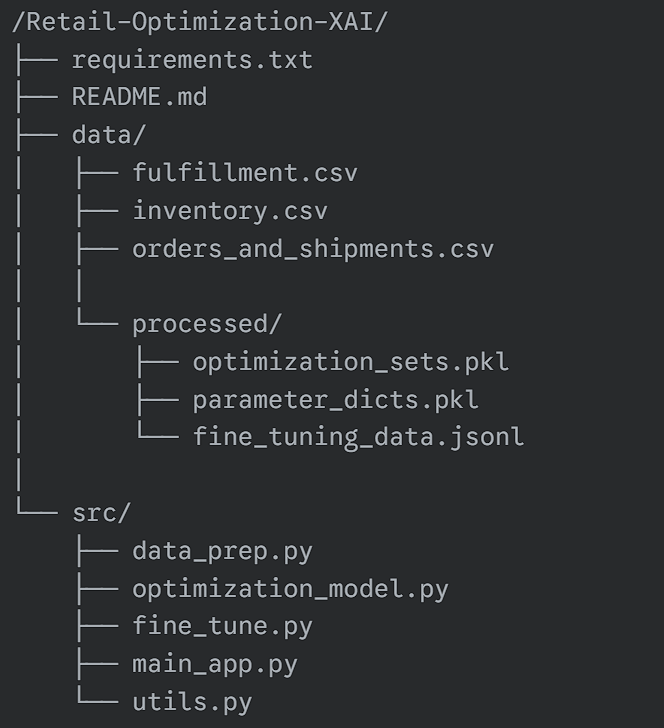 /Retail-Optimization-XAI/
├── requirements.txt
├── README.md
├── data/
│   ├── fulfillment.csv
│   ├── inventory.csv
│   ├── orders_and_shipments.csv
│   │
│   └── processed/
│       ├── optimization_sets.pkl
│       ├── parameter_dicts.pkl
│       └── fine_tuning_data.jsonl
│
└── src/
    ├── data_prep.py
    ├── optimization_model.py
    ├── fine_tune.py
    ├── main_app.py
    └── utils.py